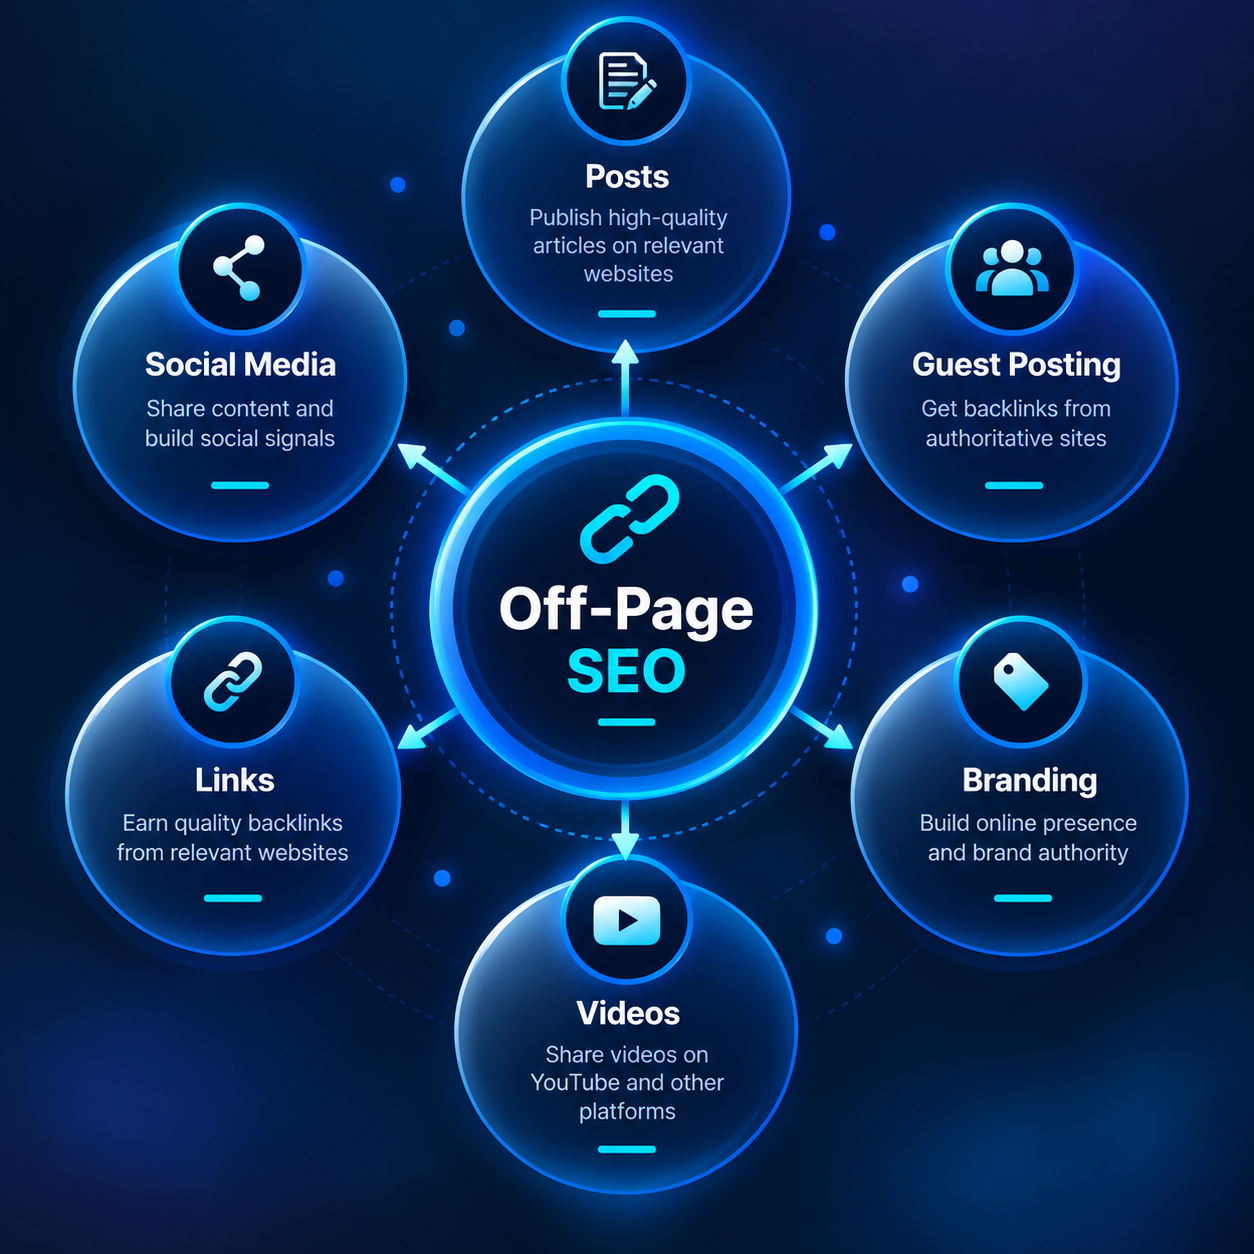 Posts
Publish high-quality
articles on relevant
websites
Social Media
Share content and
build social signals
Guest Posting
Get backlinks from
authoritative sites
Off-Page
SEO
Links
Earn quality backlinks
from relevant websites
Branding
Build online presence
and brand authority
Videos
Share videos on
YouTube and other
platforms